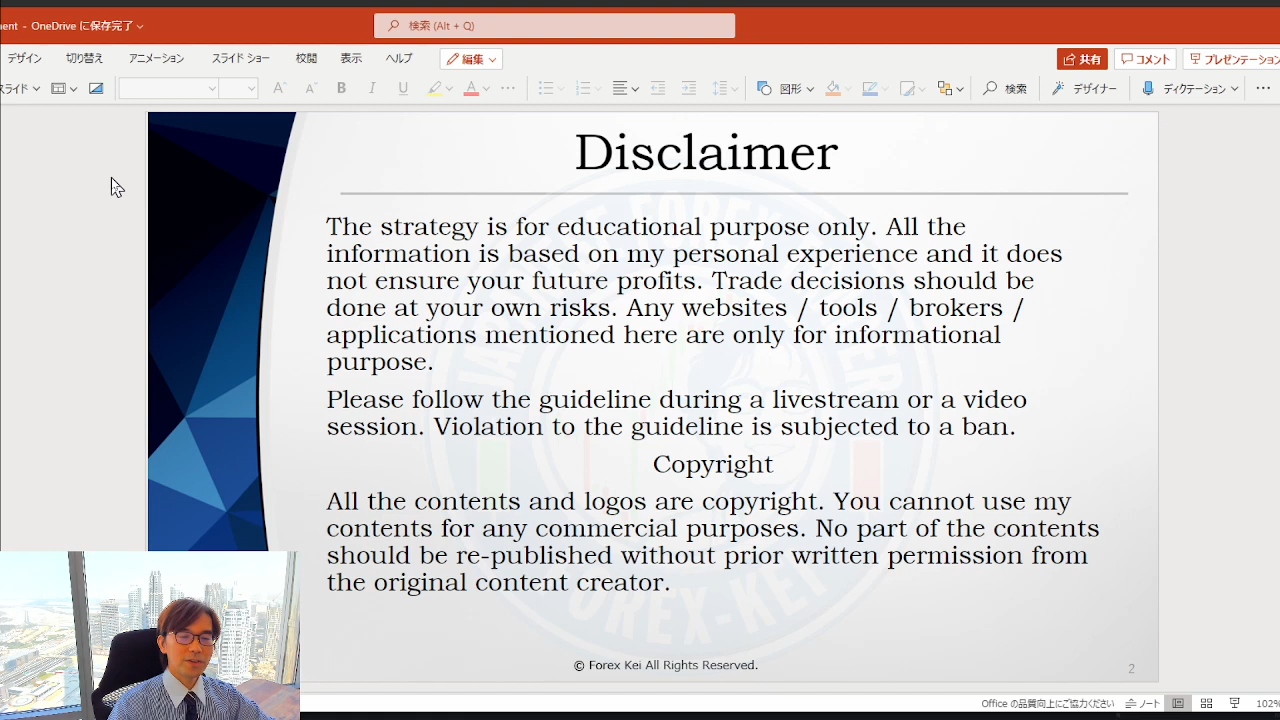 ent - OneDrive に保存完了
検索 (Alt + Q)
デザイン 切り替え アニメーション スライド ショー 校閲 表示 ヘルプ 編集 共有 コメント プレゼンテーション
スライド B I U 図形 検索 デザイナー ディクテーション
Disclaimer
The strategy is for educational purpose only. All the
information is based on my personal experience and it does
not ensure your future profits. Trade decisions should be
done at your own risks. Any websites / tools / brokers /
applications mentioned here are only for informational
purpose.
Please follow the guideline during a livestream or a video
session. Violation to the guideline is subjected to a ban.
Copyright
All the contents and logos are copyright. You cannot use my
contents for any commercial purposes. No part of the contents
should be re-published without prior written permission from
the original content creator.
© Forex Kei All Rights Reserved.
2
Office の品質向上にご協力ください ノート 102%